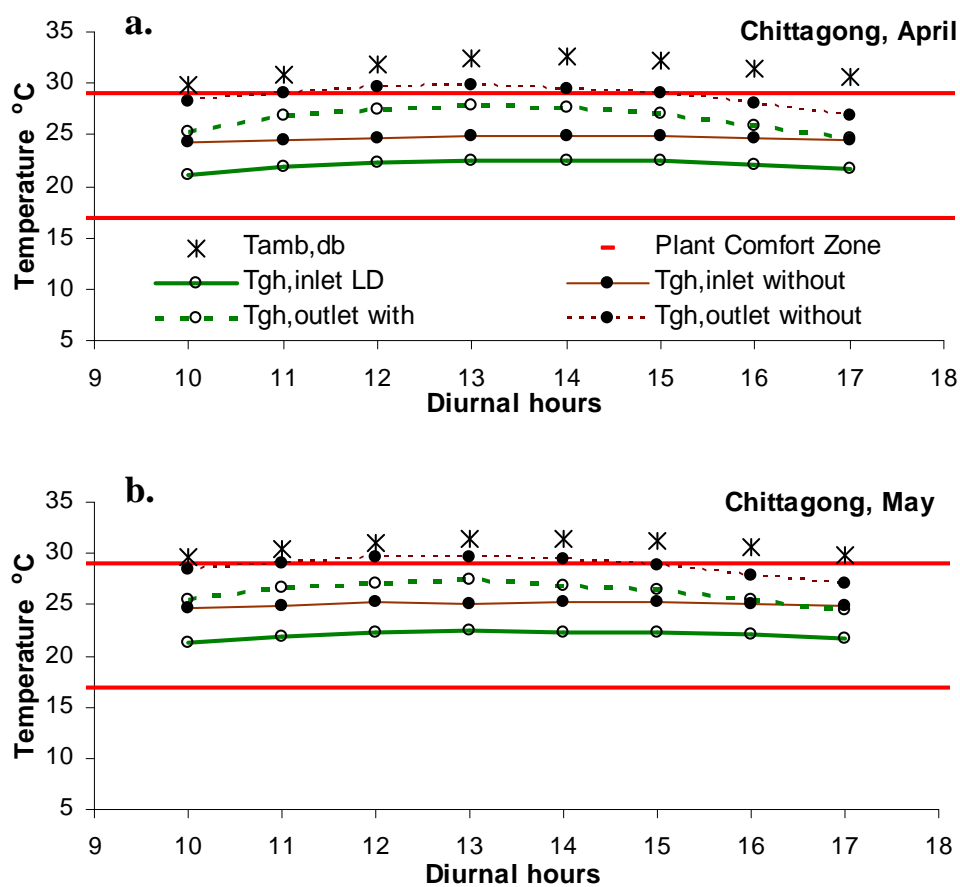 a.
Chittagong, April
35
30
25
20
15
10
5
Temperature °C
Tamb,db
Plant Comfort Zone
Tgh,inlet LD
Tgh,inlet without
Tgh,outlet with
Tgh,outlet without
9 10 11 12 13 14 15 16 17 18
Diurnal hours
b.
Chittagong, May
35
30
25
20
15
10
5
Temperature °C
9 10 11 12 13 14 15 16 17 18
Diurnal hours